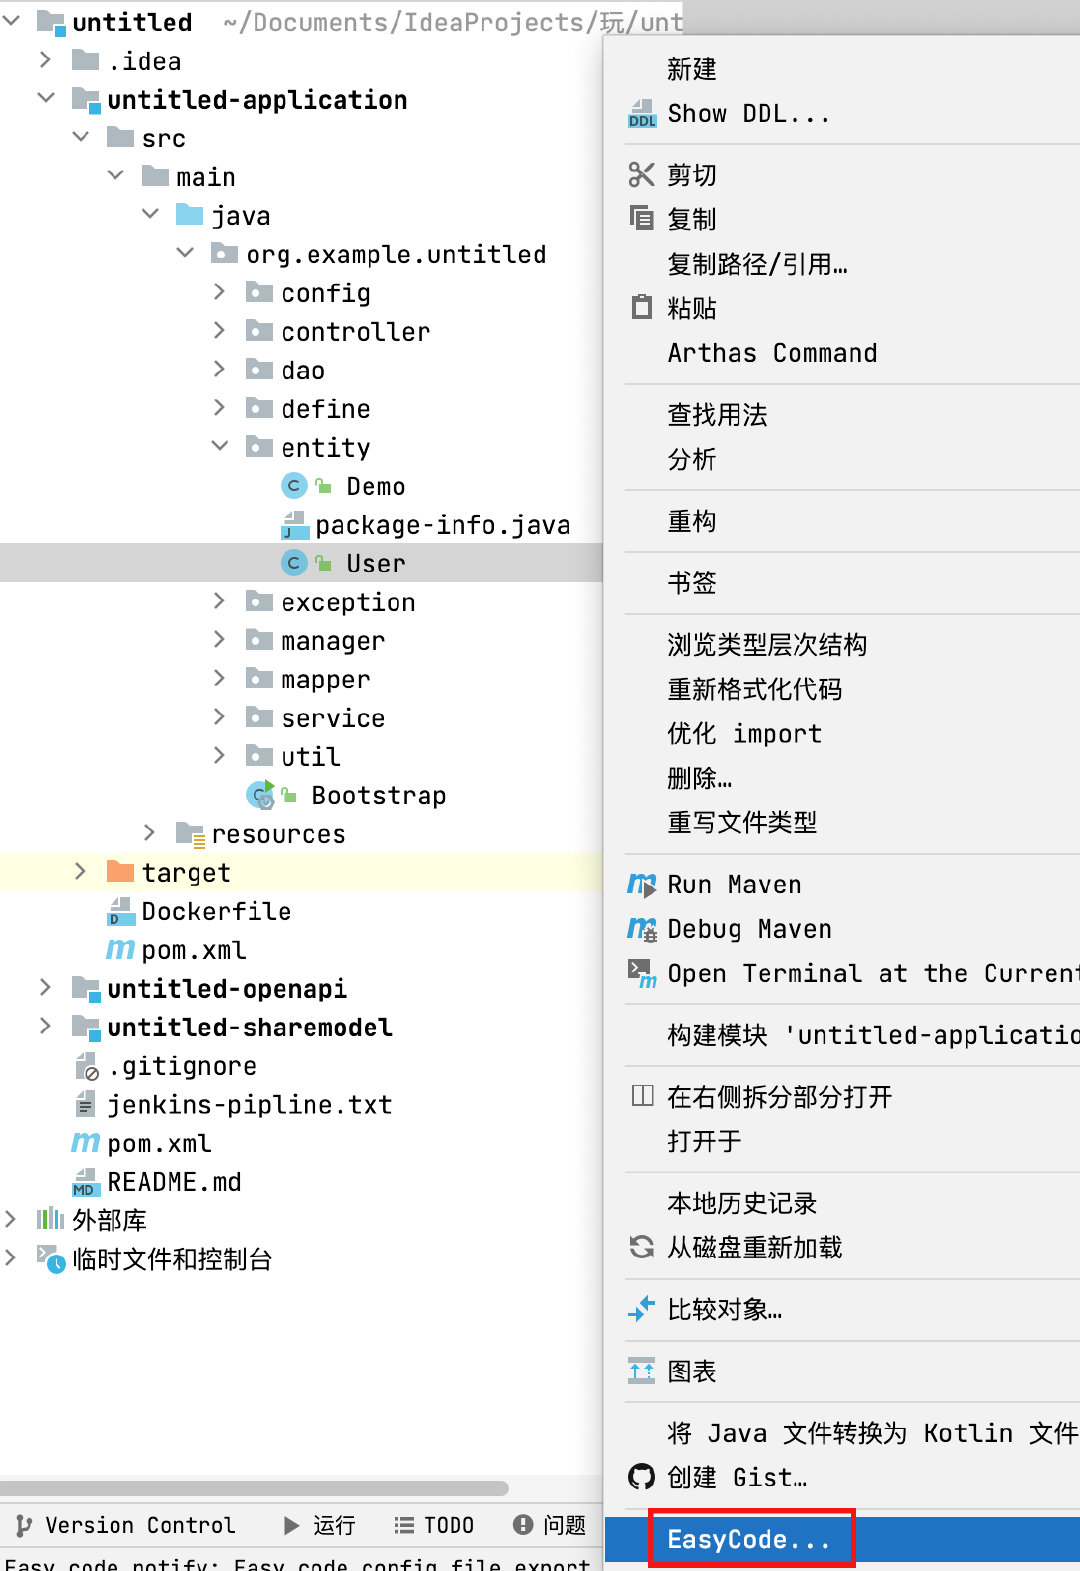 untitled ~/Documents/IdeaProjects/玩/unt
.idea
untitled-application
src
main
java
org.example.untitled
config
controller
dao
define
entity
Demo
package-info.java
User
exception
manager
mapper
service
util
Bootstrap
resources
target
Dockerfile
pom.xml
untitled-openapi
untitled-sharemodel
.gitignore
jenkins-pipline.txt
pom.xml
README.md
外部库
临时文件和控制台
Version Control 运行 TODO 问题
Easy code notify: Easy code config file export
新建
DDL Show DDL...
剪切
复制
复制路径/引用...
粘贴
Arthas Command
查找用法
分析
重构
书签
浏览类型层次结构
重新格式化代码
优化 import
删除...
重写文件类型
Run Maven
Debug Maven
Open Terminal at the Current
构建模块 'untitled-applicatio
在右侧拆分部分打开
打开于
本地历史记录
从磁盘重新加载
比较对象...
图表
将 Java 文件转换为 Kotlin 文件
创建 Gist...
EasyCode...